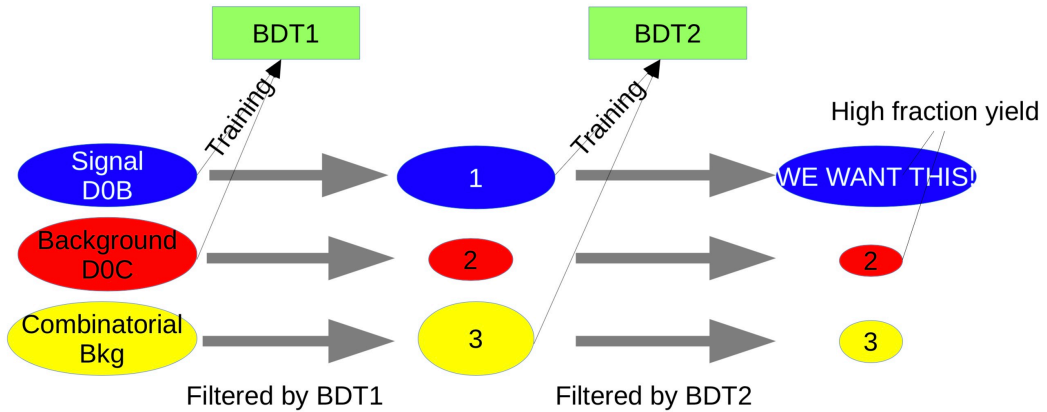 BDT1
BDT2
Training
Training
High fraction yield
Signal
D0B
1
WE WANT THIS!
Background
D0C
2
2
Combinatorial
Bkg
3
3
Filtered by BDT1
Filtered by BDT2